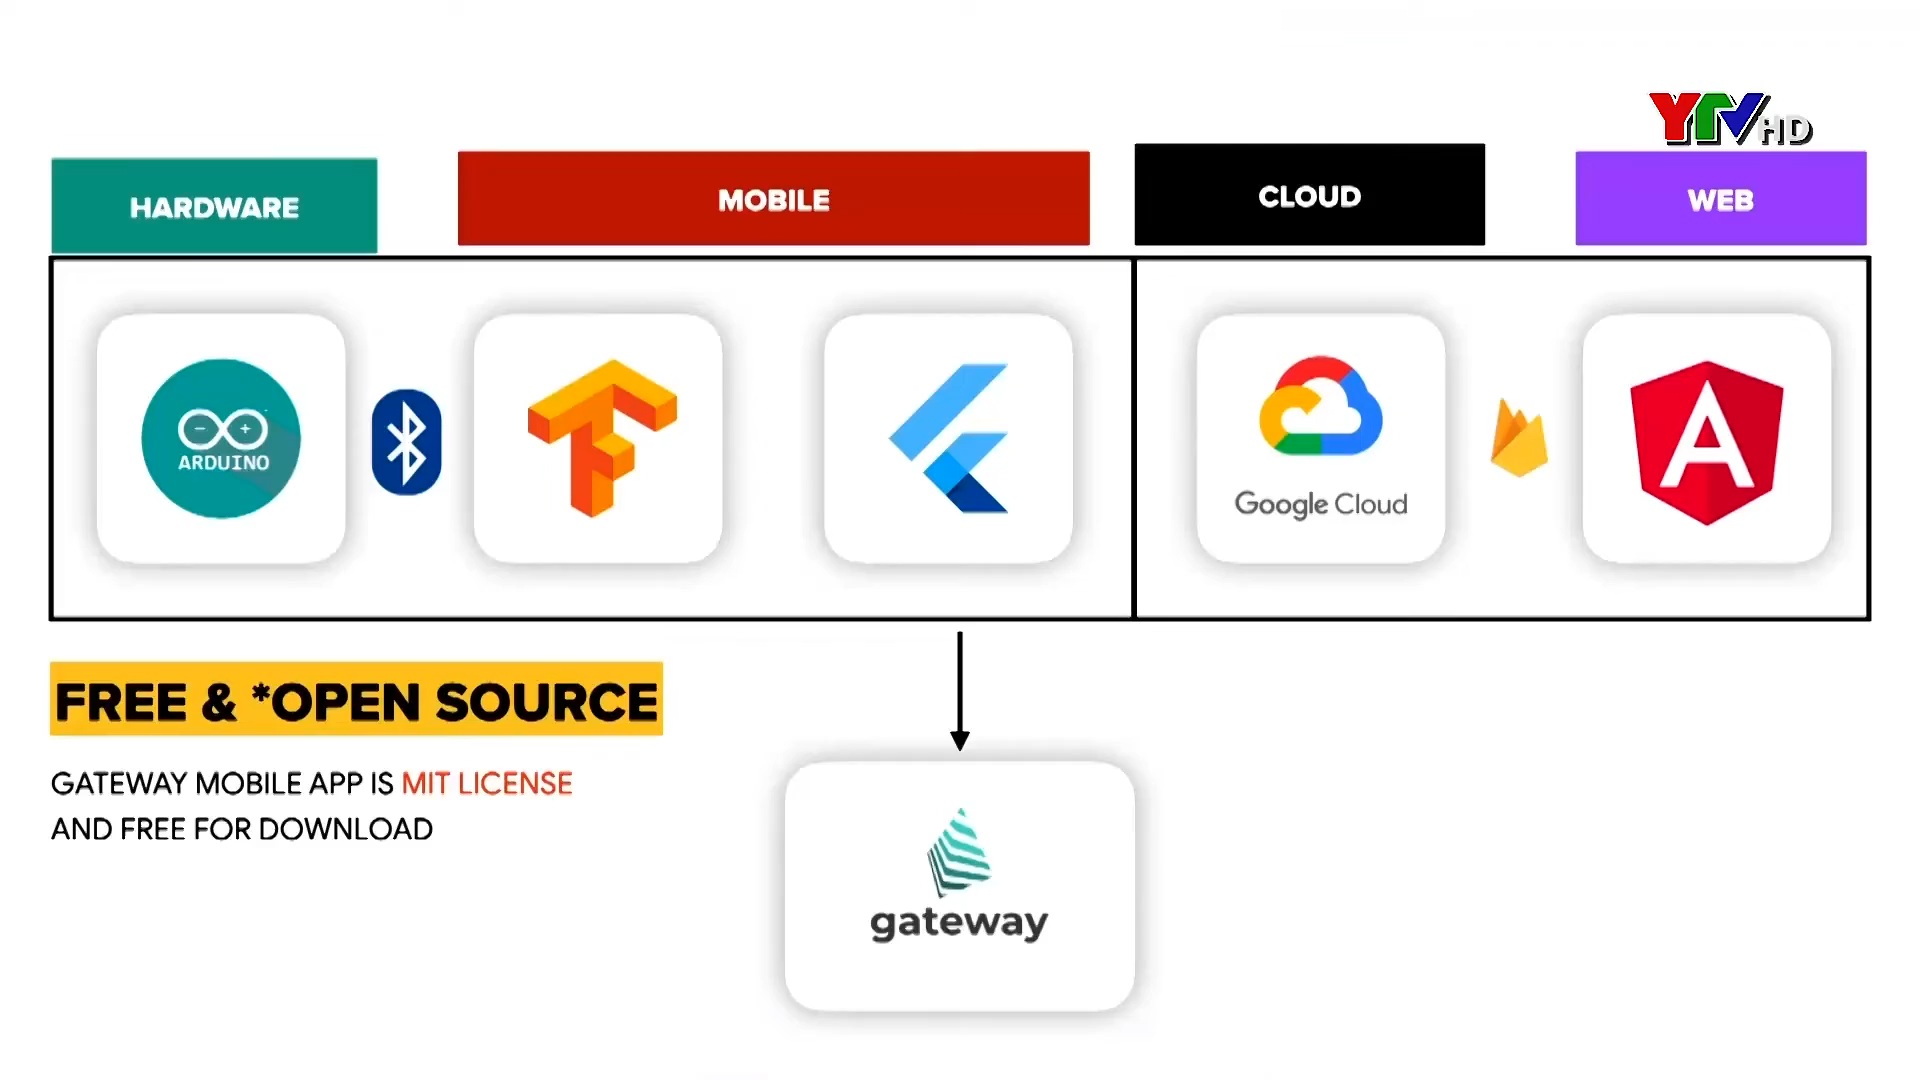 YTV HD
HARDWARE
MOBILE
CLOUD
WEB
ARDUINO
Google Cloud
FREE & *OPEN SOURCE
GATEWAY MOBILE APP IS MIT LICENSE
AND FREE FOR DOWNLOAD
gateway